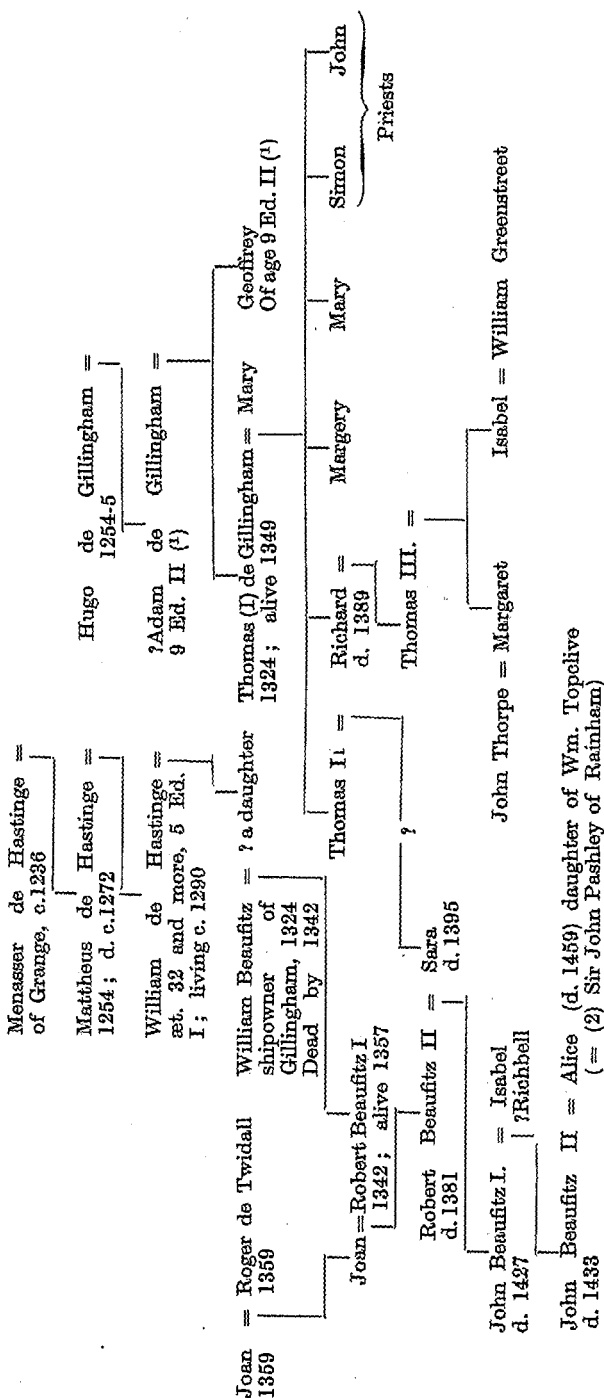 Menasser de Hastinge =
of Grange, c.1236
Mattheus de Hastinge =
1254; d. c.1272
William de Hastinge =
æt. 32 and more, 5 Ed.
I; living c. 1290
Hugo de Gillingham =
1254-5
?Adam de Gillingham =
9 Ed. II (¹)
Joan = Roger de Twidall
1359 1359
William Beaufitz = ? a daughter
shipowner of
Gillingham, 1324
Dead by 1342
Thomas (I) de Gillingham = Mary
1324; alive 1349
Geoffrey
Of age 9 Ed. II (¹)
Joan = Robert Beaufitz I
1342; alive 1357
Thomas II =
Richard =
d. 1389
Margery
Mary
Simon
John
Priests
Robert Beaufitz II = Sara
d. 1381 d. 1395
?
Thomas III. =
John Beaufitz I. = Isabel
d. 1427 ?Richbell
John Thorpe = Margaret
Isabel = William Greenstreet
John Beaufitz II = Alice (d. 1459) daughter of Wm. Topclive
d. 1433 (= (2) Sir John Pashley of Rainham)